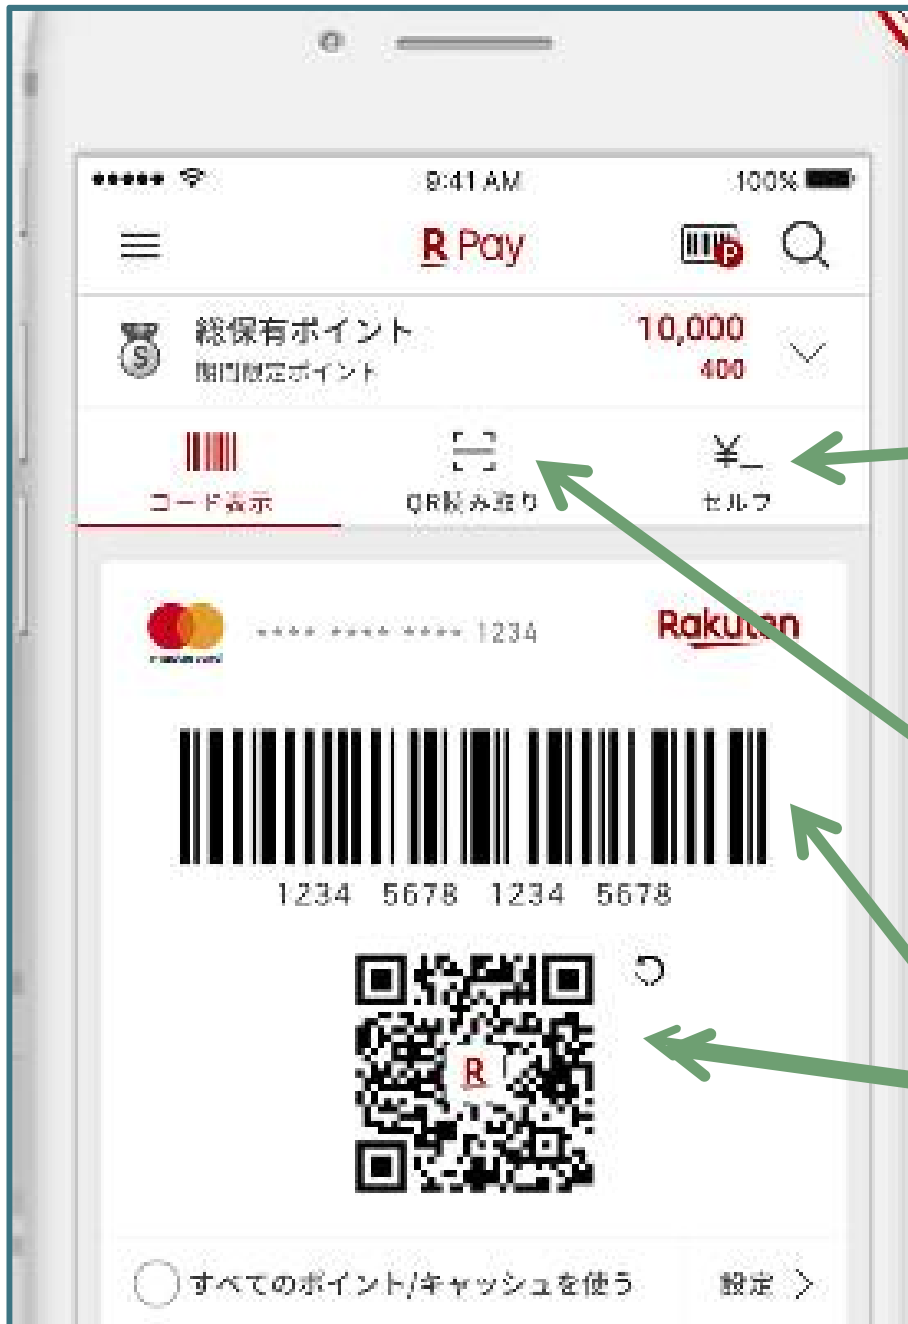 9:41 AM 100%
R Pay P
総保有ポイント 10,000
S
期間限定ポイント 400
¥_
コード表示 QR読み取り セルフ
**** **** **** 1234 Rakuten
1234 5678 1234 5678
R
すべてのポイント/キャッシュを使う 設定 >